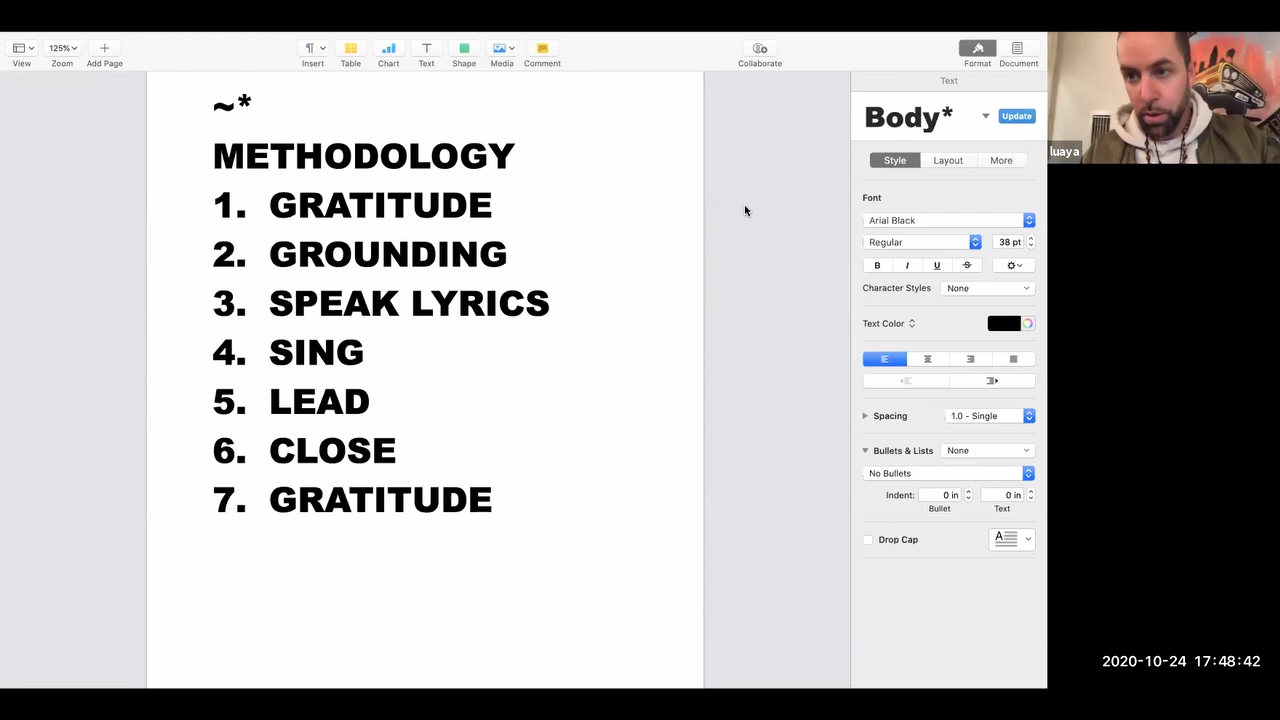 View
125%
Zoom
Add Page
Insert
Table
Chart
Text
Shape
Media
Comment
Collaborate
Format
Document
~*
METHODOLOGY
1. GRATITUDE
2. GROUNDING
3. SPEAK LYRICS
4. SING
5. LEAD
6. CLOSE
7. GRATITUDE
Text
Body*
Update
Style
Layout
More
Font
Arial Black
Regular
38 pt
B I U S
Character Styles
None
Text Color
Spacing
1.0 - Single
Bullets & Lists
None
No Bullets
Indent:
0 in
0 in
Bullet
Text
Drop Cap
A
luaya
2020-10-24 17:48:42